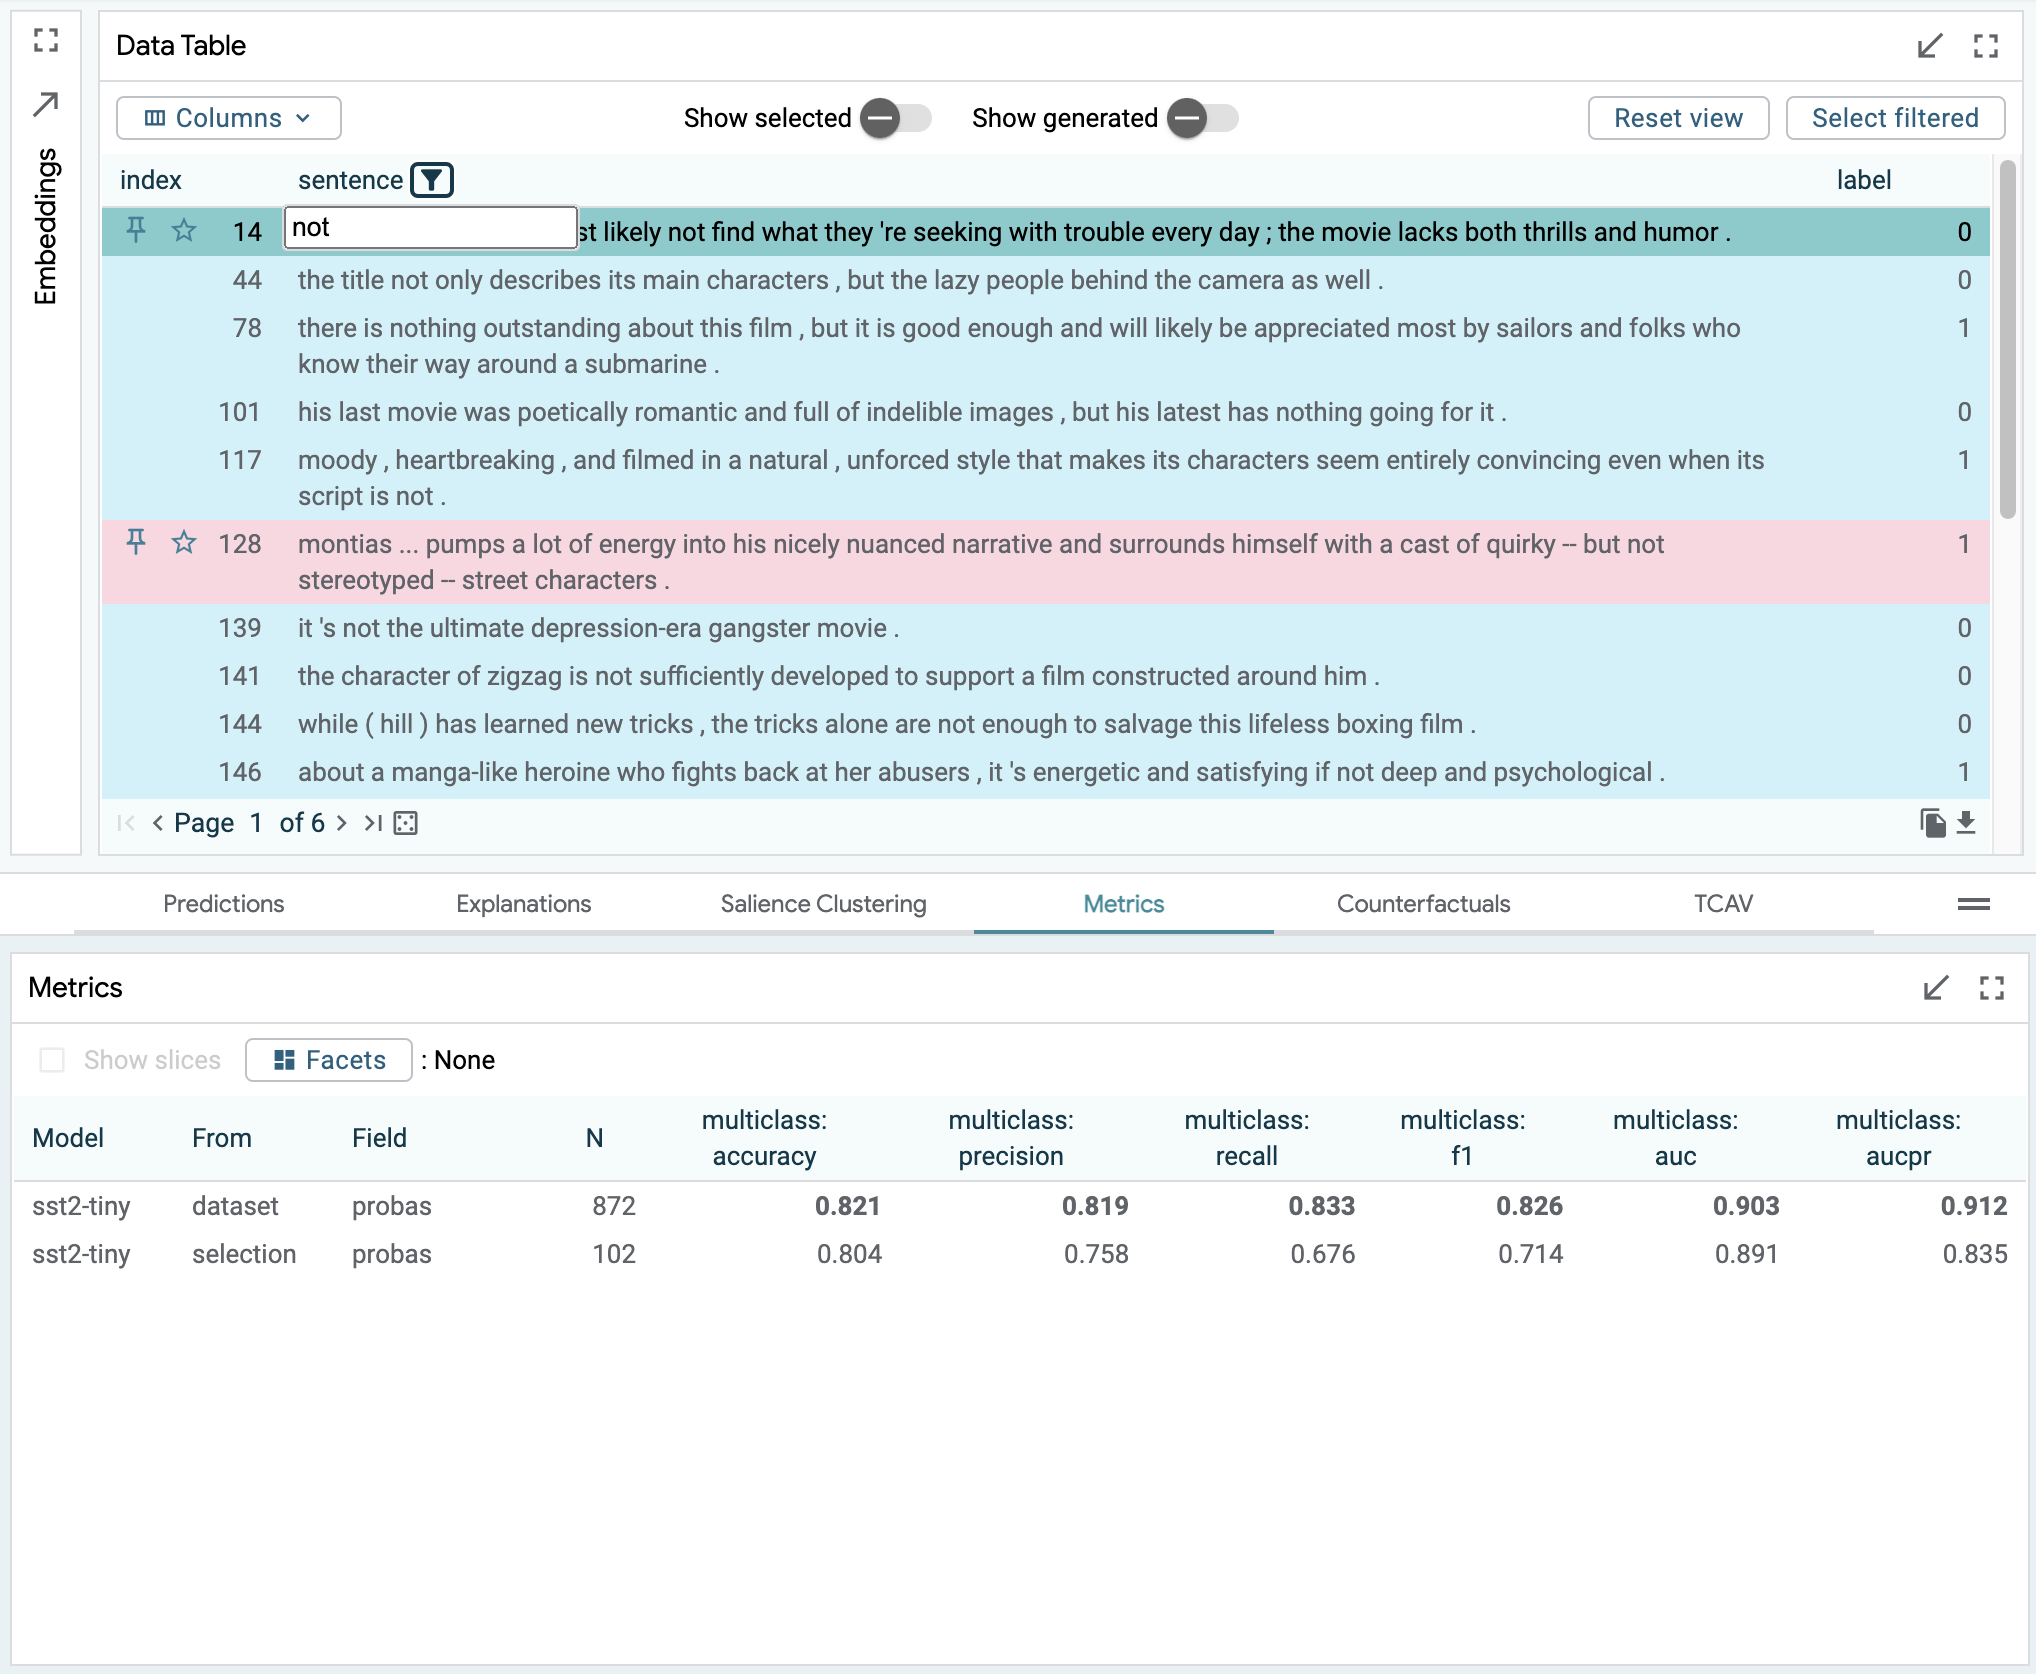 Embeddings
Data Table
Columns
Show selected
Show generated
Reset view
Select filtered
index sentence label
14 not st likely not find what they 're seeking with trouble every day ; the movie lacks both thrills and humor . 0
44 the title not only describes its main characters , but the lazy people behind the camera as well . 0
78 there is nothing outstanding about this film , but it is good enough and will likely be appreciated most by sailors and folks who 1
know their way around a submarine .
101 his last movie was poetically romantic and full of indelible images , but his latest has nothing going for it . 0
117 moody , heartbreaking , and filmed in a natural , unforced style that makes its characters seem entirely convincing even when its 1
script is not .
128 montias ... pumps a lot of energy into his nicely nuanced narrative and surrounds himself with a cast of quirky -- but not 1
stereotyped -- street characters .
139 it 's not the ultimate depression-era gangster movie . 0
141 the character of zigzag is not sufficiently developed to support a film constructed around him . 0
144 while ( hill ) has learned new tricks , the tricks alone are not enough to salvage this lifeless boxing film . 0
146 about a manga-like heroine who fights back at her abusers , it 's energetic and satisfying if not deep and psychological . 1
Page 1 of 6
Predictions Explanations Salience Clustering Metrics Counterfactuals TCAV
Metrics
Show slices Facets : None
Model From Field N multiclass: accuracy multiclass: precision multiclass: recall multiclass: f1 multiclass: auc multiclass: aucpr
sst2-tiny dataset probas 872 0.821 0.819 0.833 0.826 0.903 0.912
sst2-tiny selection probas 102 0.804 0.758 0.676 0.714 0.891 0.835